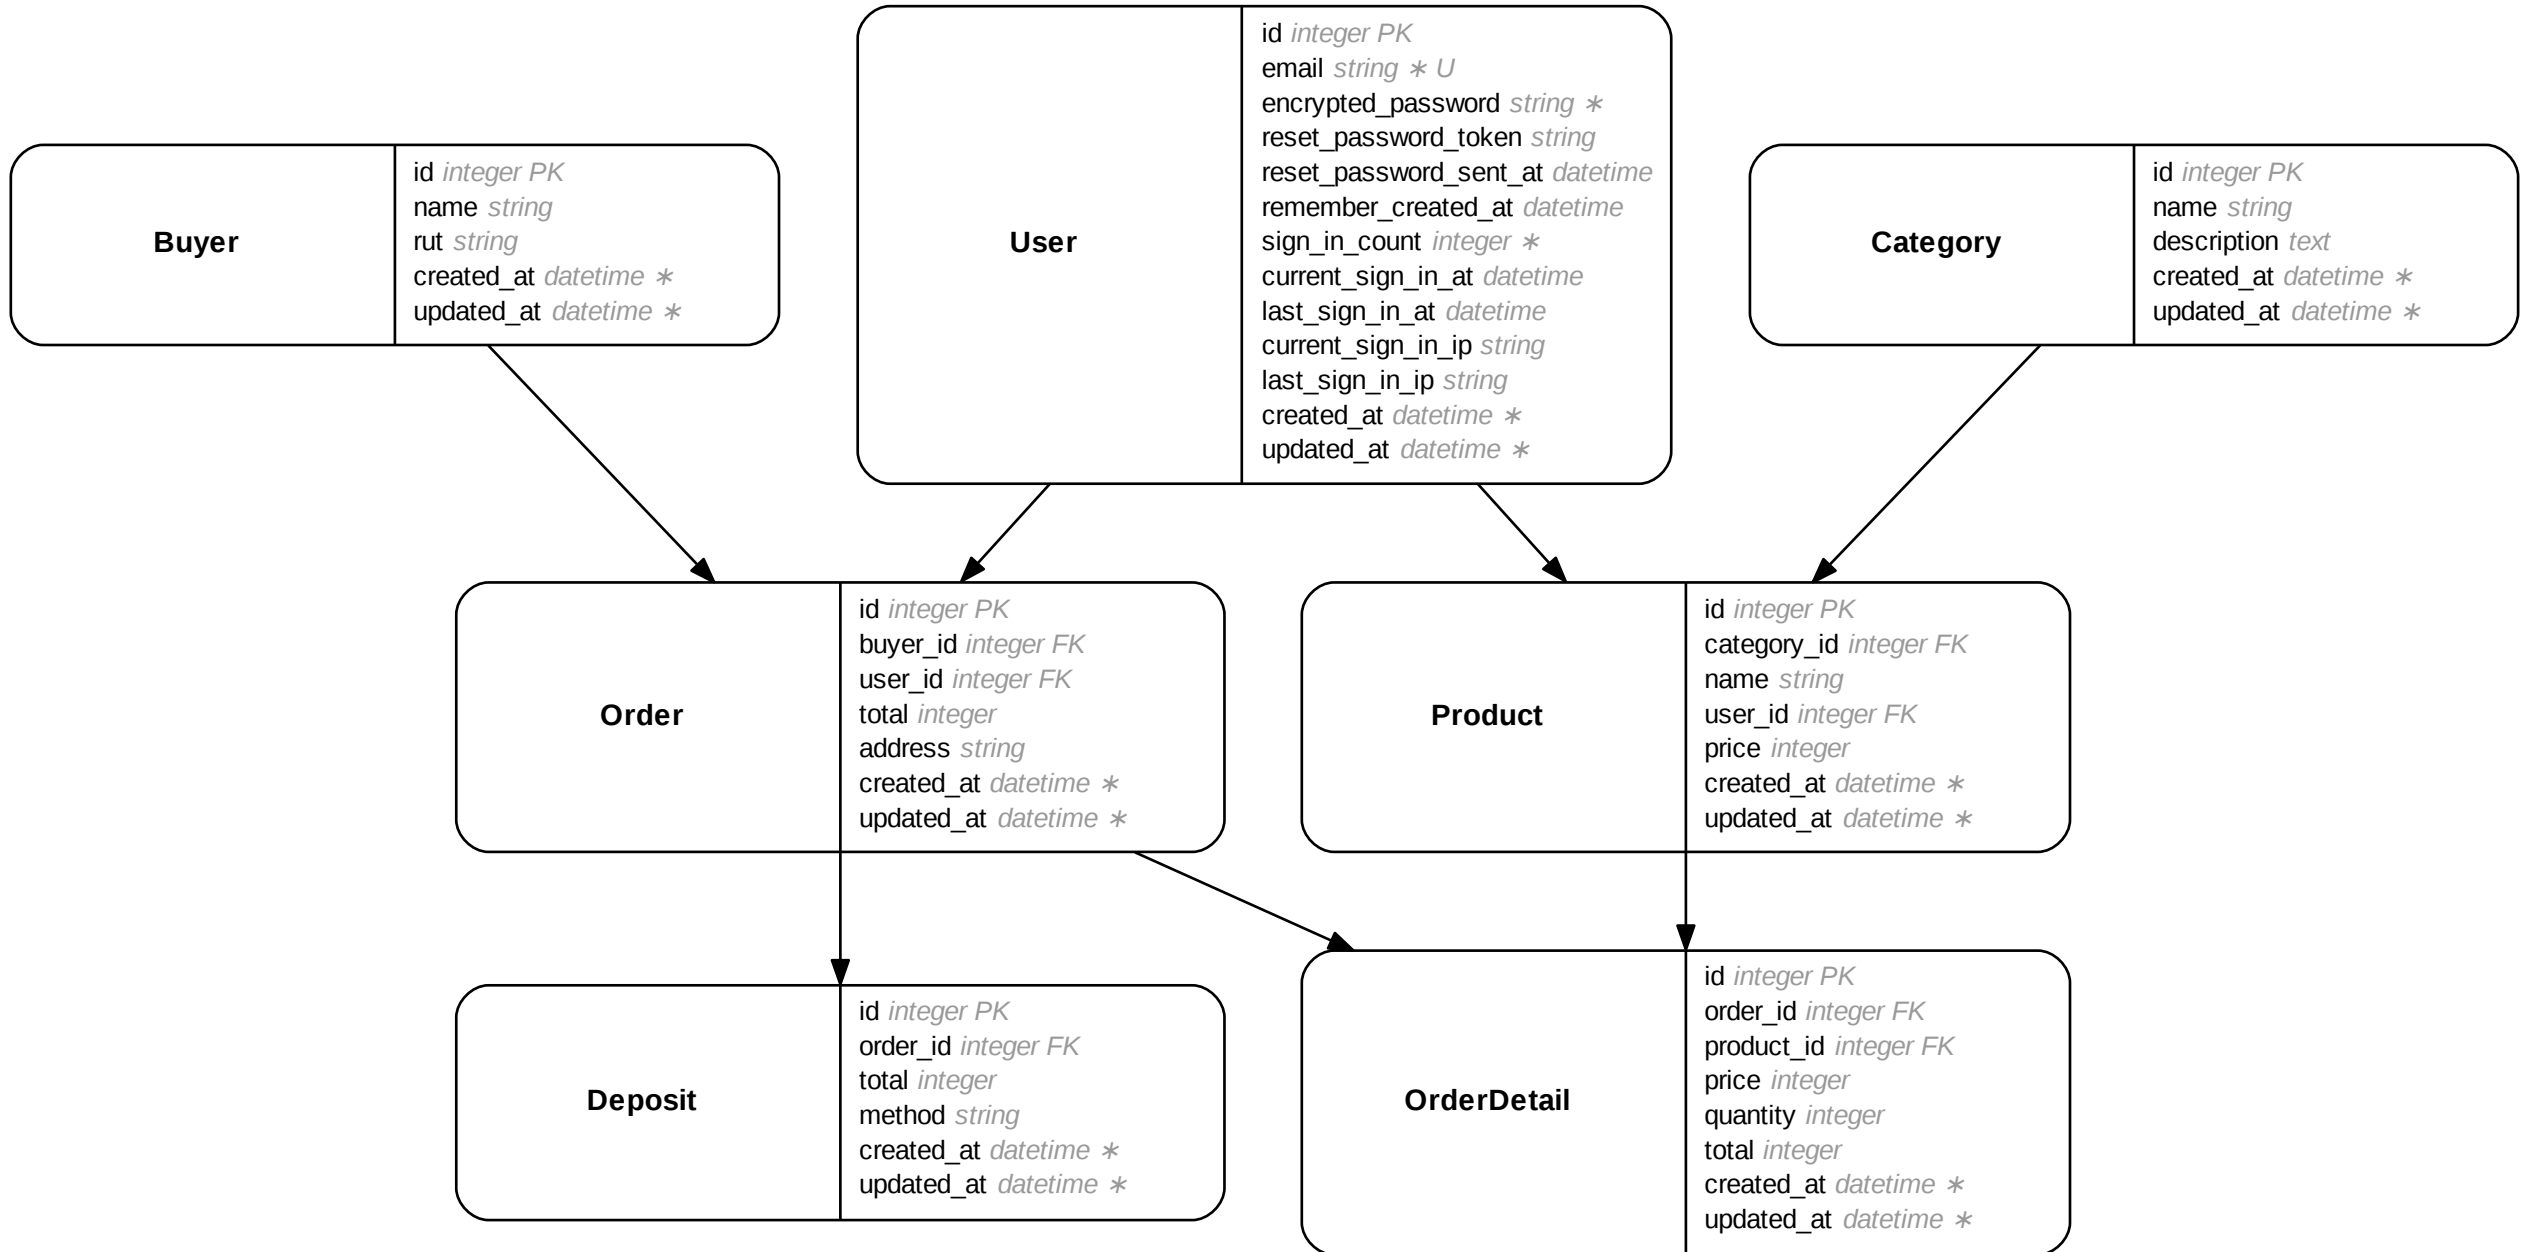 Buyer
id integer PK
name string
rut string
created_at datetime ∗
updated_at datetime ∗
User
id integer PK
email string ∗ U
encrypted_password string ∗
reset_password_token string
reset_password_sent_at datetime
remember_created_at datetime
sign_in_count integer ∗
current_sign_in_at datetime
last_sign_in_at datetime
current_sign_in_ip string
last_sign_in_ip string
created_at datetime ∗
updated_at datetime ∗
Category
id integer PK
name string
description text
created_at datetime ∗
updated_at datetime ∗
Order
id integer PK
buyer_id integer FK
user_id integer FK
total integer
address string
created_at datetime ∗
updated_at datetime ∗
Product
id integer PK
category_id integer FK
name string
user_id integer FK
price integer
created_at datetime ∗
updated_at datetime ∗
Deposit
id integer PK
order_id integer FK
total integer
method string
created_at datetime ∗
updated_at datetime ∗
OrderDetail
id integer PK
order_id integer FK
product_id integer FK
price integer
quantity integer
total integer
created_at datetime ∗
updated_at datetime ∗